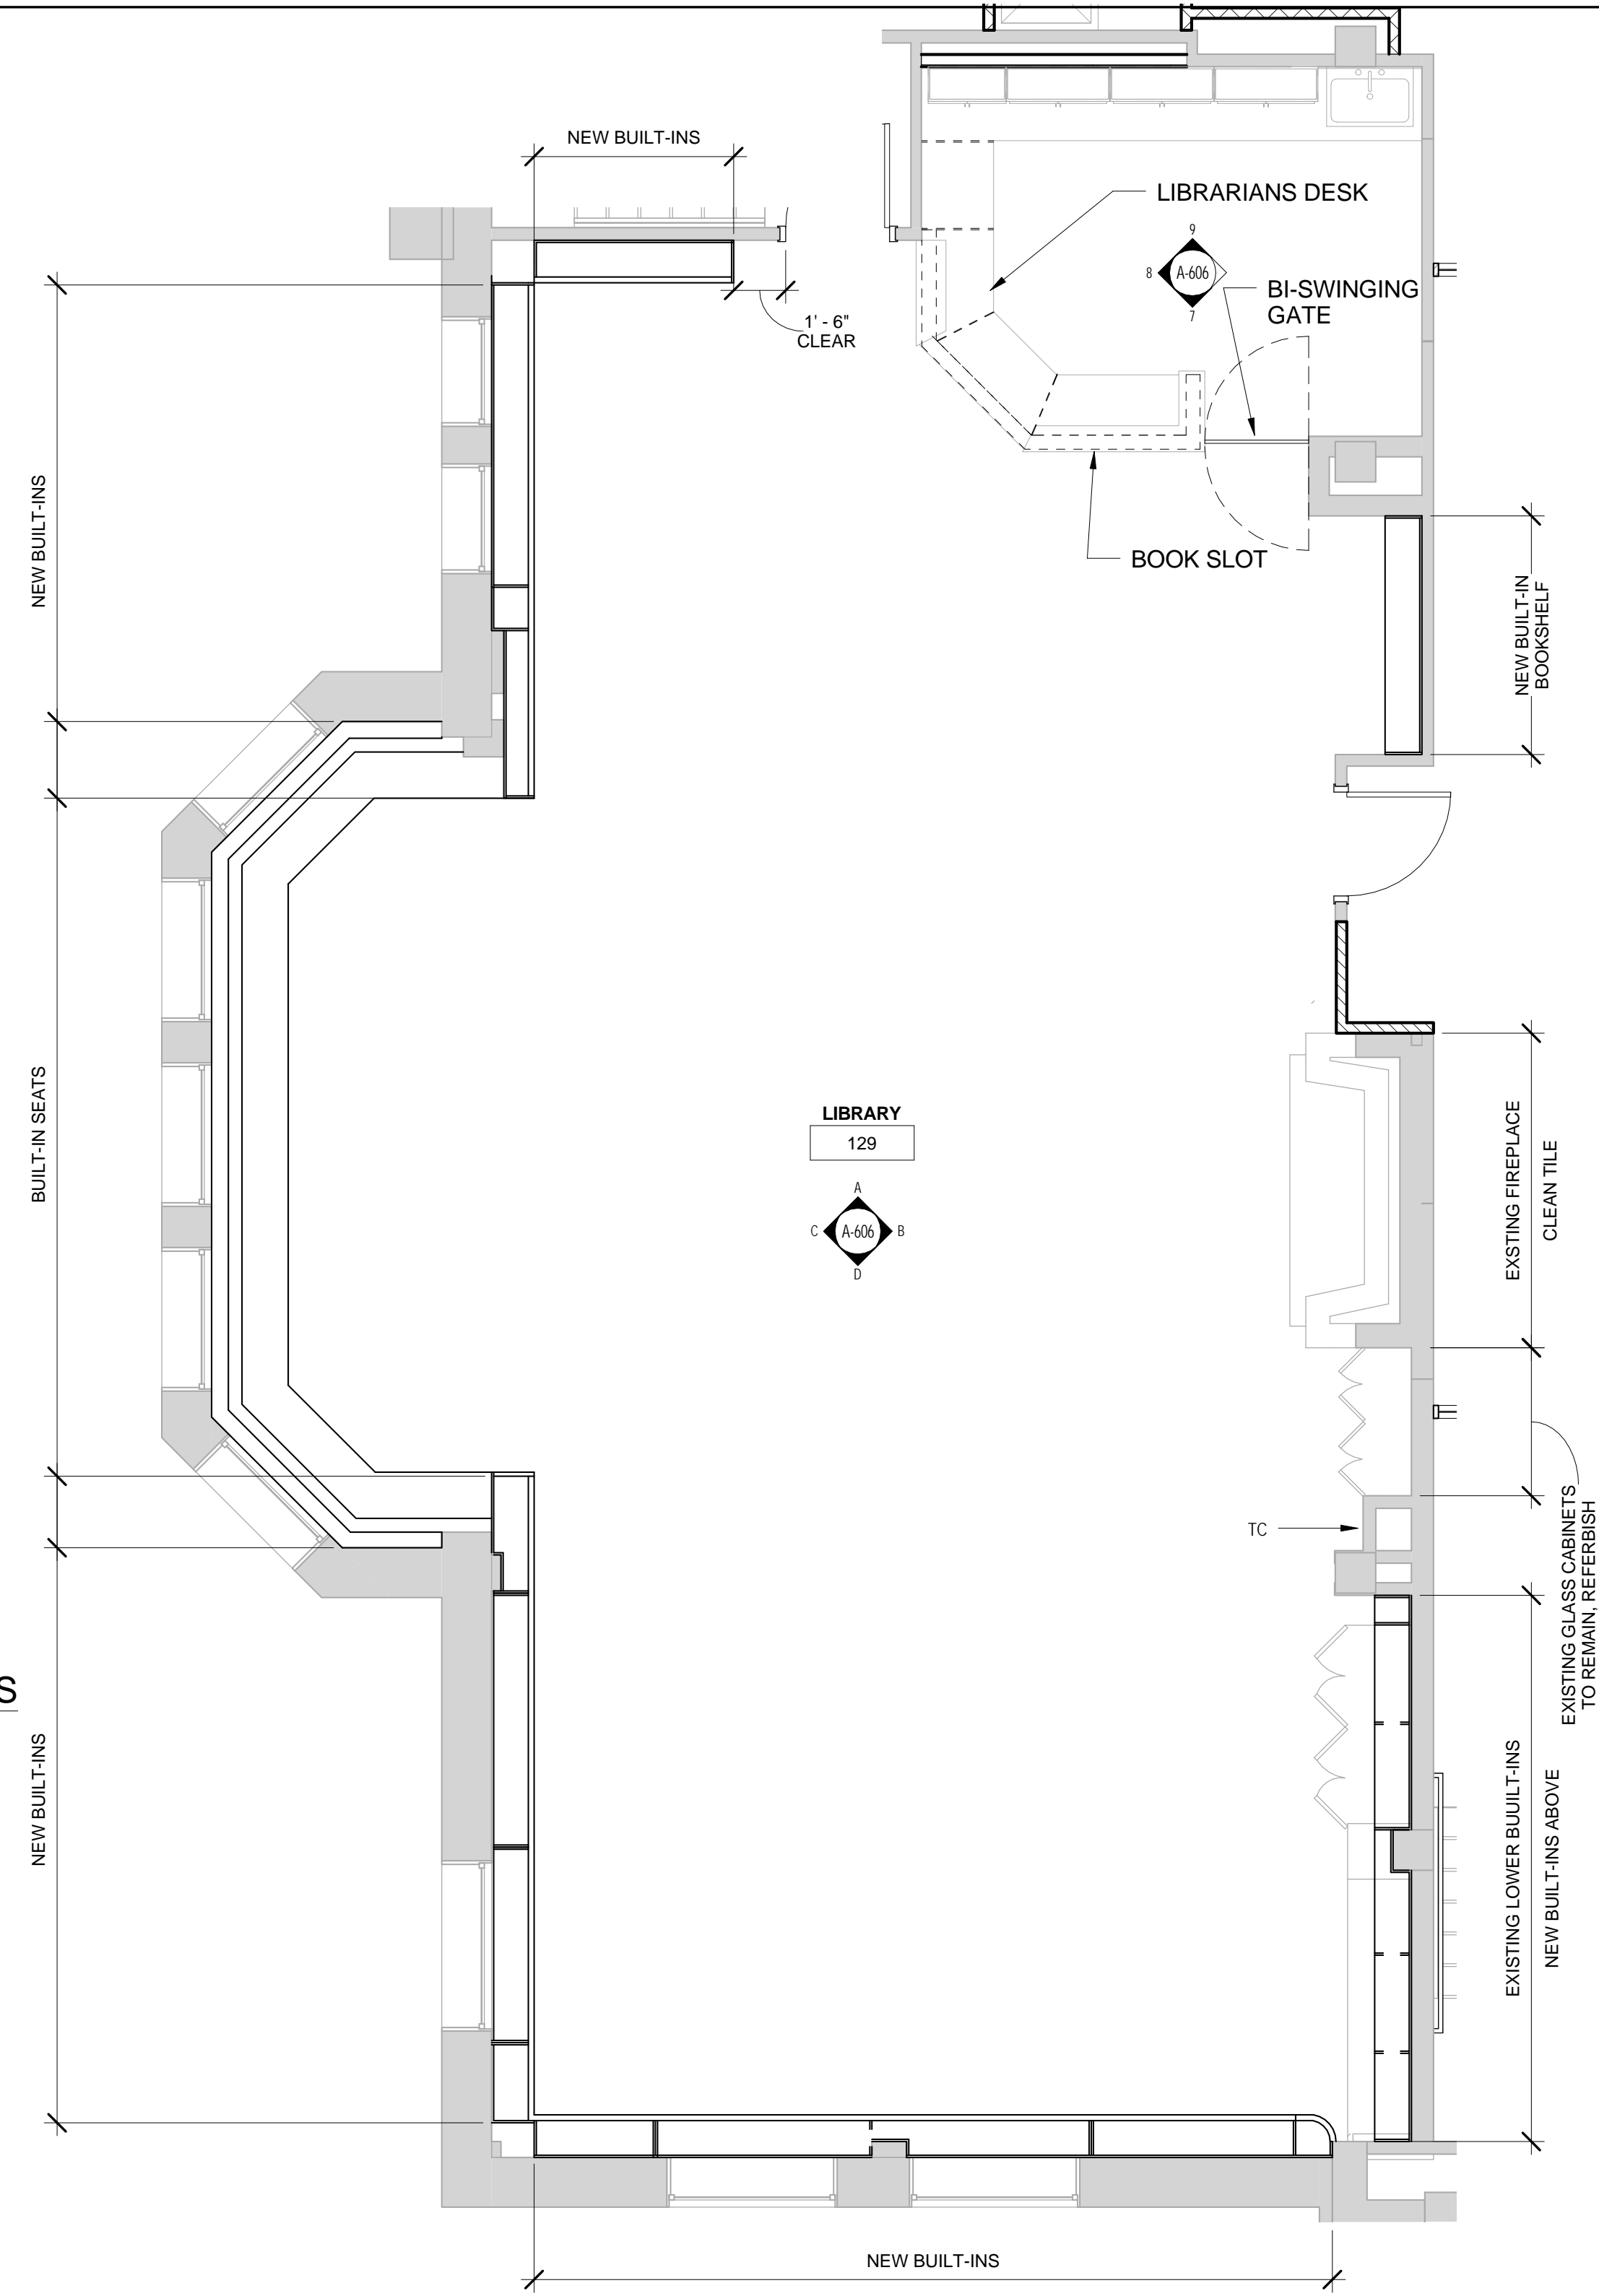 NEW BUILT-INS
LIBRARIANS DESK
9
8
A-606
7
BI-SWINGING
GATE
1' - 6"
CLEAR
NEW BUILT-INS
BOOK SLOT
NEW BUILT-IN
BOOKSHELF
BUILT-IN SEATS
LIBRARY
129
A
C
A-606
B
D
EXSTING FIREPLACE
CLEAN TILE
TC
EXISTING GLASS CABINETS
TO REMAIN, REFERBISH
S
NEW BUILT-INS
EXISTING LOWER BUUILT-INS
NEW BUILT-INS ABOVE
NEW BUILT-INS